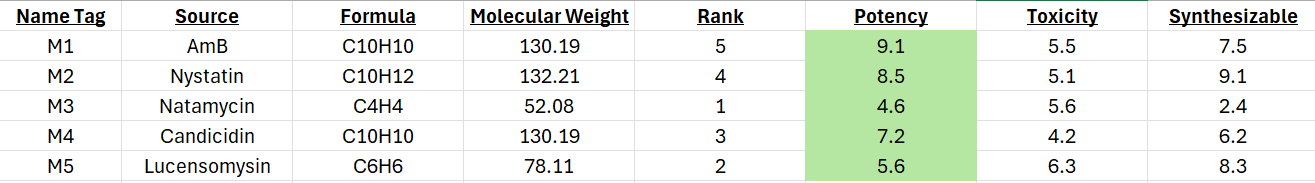 Name Tag Source Formula Molecular Weight Rank Potency Toxicity Synthesizable
M1 AmB C10H10 130.19 5 9.1 5.5 7.5
M2 Nystatin C10H12 132.21 4 8.5 5.1 9.1
M3 Natamycin C4H4 52.08 1 4.6 5.6 2.4
M4 Candicidin C10H10 130.19 3 7.2 4.2 6.2
M5 Lucensomysin C6H6 78.11 2 5.6 6.3 8.3